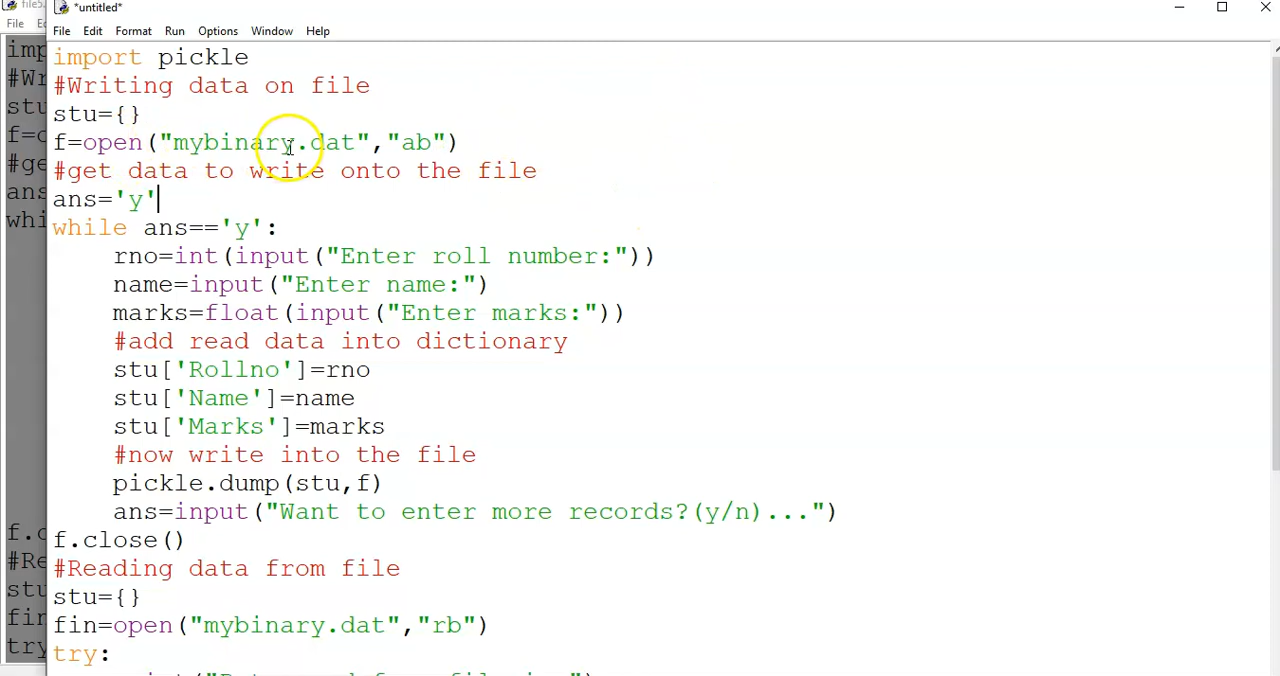 file5.
*untitled*
File
File Edit Format Run Options Window Help
import pickle
#Writing data on file
stu={}
f=open("mybinary.dat","ab")
#get data to write onto the file
ans='y'
while ans=='y':
    rno=int(input("Enter roll number:"))
    name=input("Enter name:")
    marks=float(input("Enter marks:"))
    #add read data into dictionary
    stu['Rollno']=rno
    stu['Name']=name
    stu['Marks']=marks
    #now write into the file
    pickle.dump(stu,f)
    ans=input("Want to enter more records?(y/n)...")
f.close()
#Reading data from file
stu={}
fin=open("mybinary.dat","rb")
try: